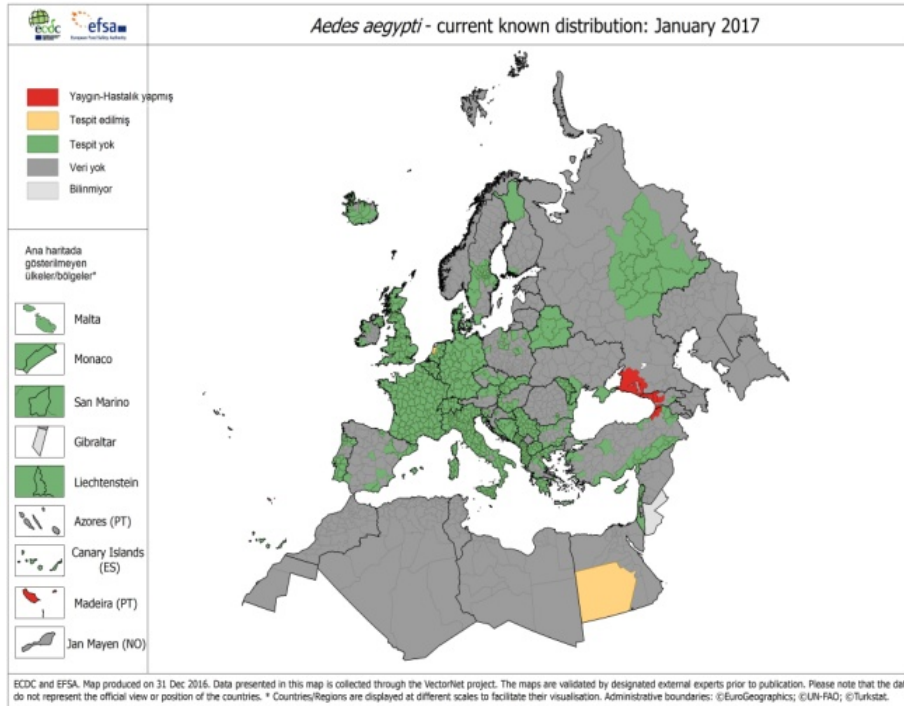 ecdc
efsa
European Food Safety Authority
Aedes aegypti - current known distribution: January 2017
Yaygın-Hastalık yapmış
Tespit edilmiş
Tespit yok
Veri yok
Bilinmiyor
Ana haritada
gösterilmeyen
ülkeler/bölgeler*
Malta
Monaco
San Marino
Gibraltar
Liechtenstein
Azores (PT)
Canary Islands
(ES)
Madeira (PT)
Jan Mayen (NO)
ECDC and EFSA. Map produced on 31 Dec 2016. Data presented in this map is collected through the VectorNet project. The maps are validated by designated external experts prior to publication. Please note that the dat
do not represent the official view or position of the countries. * Countries/Regions are displayed at different scales to facilitate their visualisation. Administrative boundaries: ©EuroGeographics; ©UN-FAO; ©Turkstat.